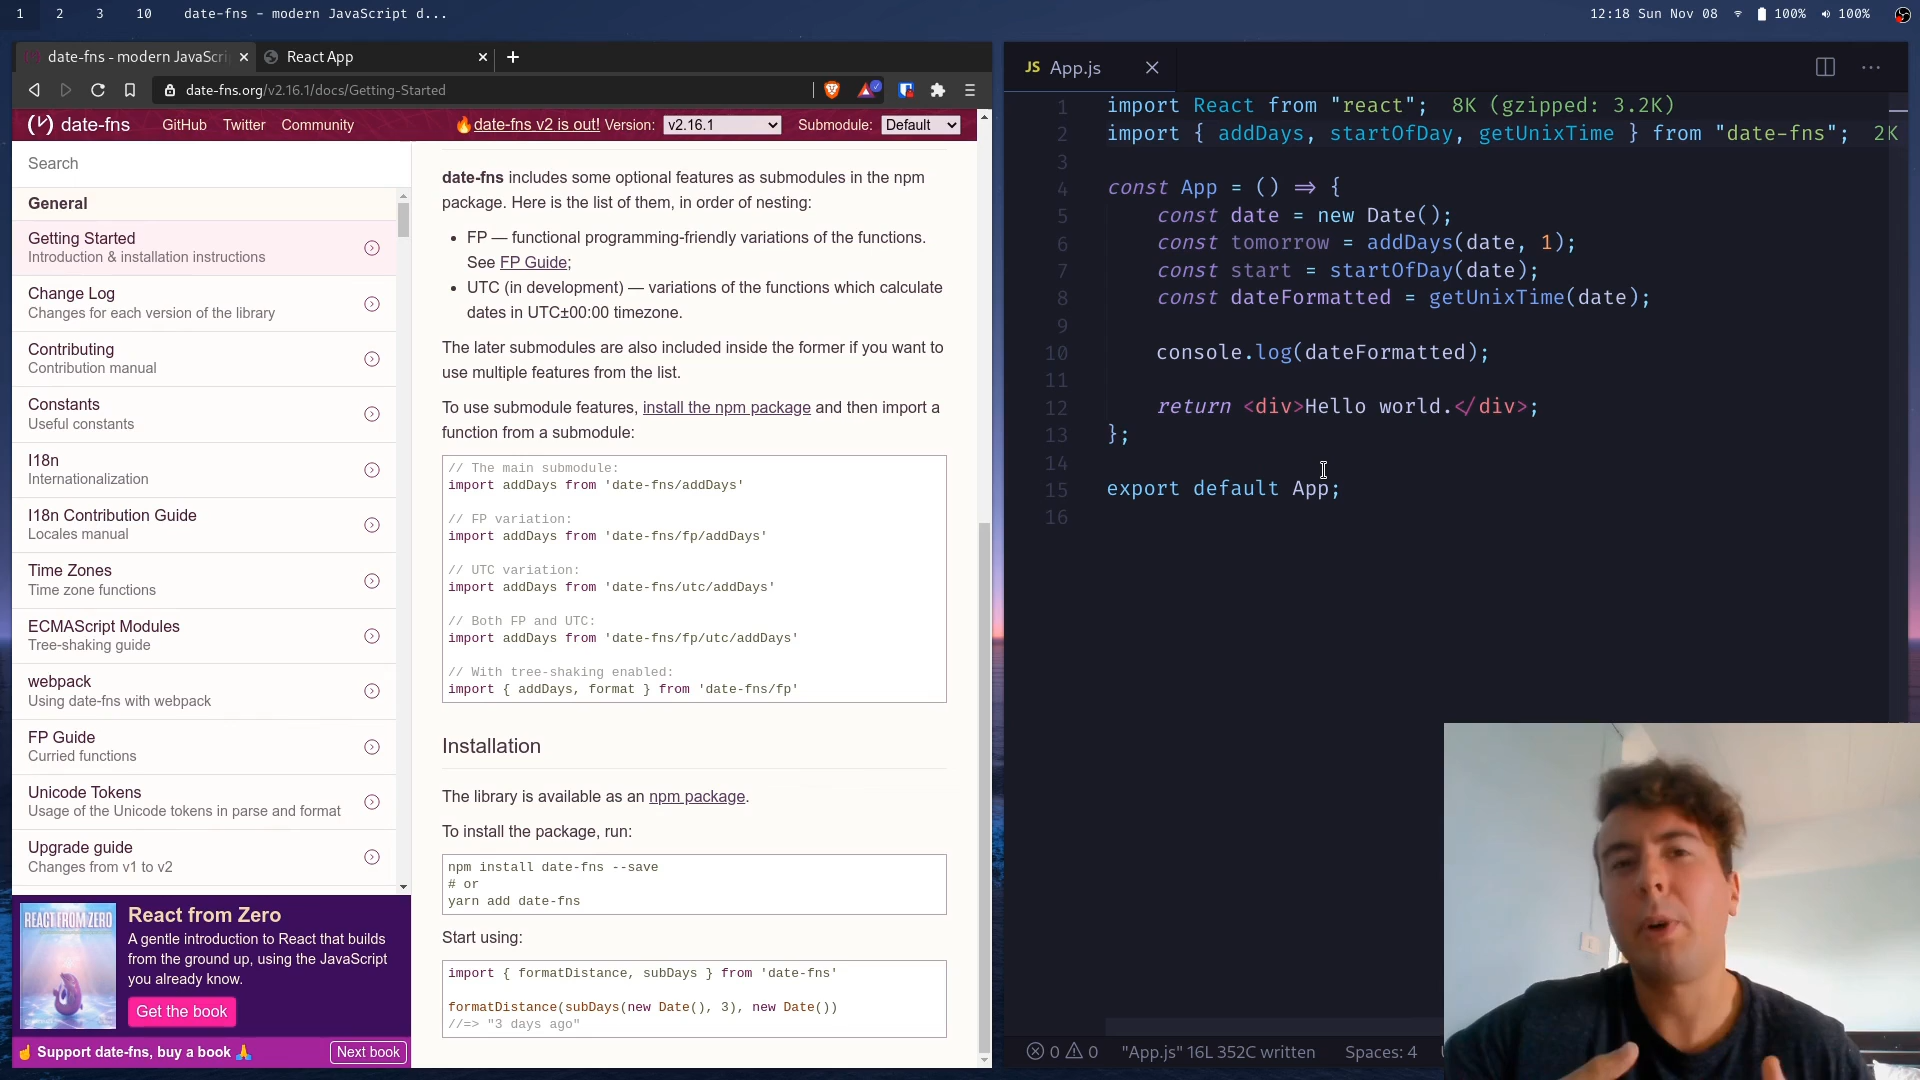 1 2 3 10 date-fns - modern JavaScript d...
12:18 Sun Nov 08 100% 100%
date-fns - modern JavaScri
React App
date-fns.org/v2.16.1/docs/Getting-Started
date-fns GitHub Twitter Community
🔥date-fns v2 is out! Version: v2.16.1 Submodule: Default
Search
General
Getting Started
Introduction & installation instructions
Change Log
Changes for each version of the library
Contributing
Contribution manual
Constants
Useful constants
I18n
Internationalization
I18n Contribution Guide
Locales manual
Time Zones
Time zone functions
ECMAScript Modules
Tree-shaking guide
webpack
Using date-fns with webpack
FP Guide
Curried functions
Unicode Tokens
Usage of the Unicode tokens in parse and format
Upgrade guide
Changes from v1 to v2
REACT FROM ZERO
React from Zero
A gentle introduction to React that builds
from the ground up, using the JavaScript
you already know.
Get the book
☝ Support date-fns, buy a book 🙏
Next book
date-fns includes some optional features as submodules in the npm
package. Here is the list of them, in order of nesting:
• FP — functional programming-friendly variations of the functions.
See FP Guide;
• UTC (in development) — variations of the functions which calculate
dates in UTC±00:00 timezone.
The later submodules are also included inside the former if you want to
use multiple features from the list.
To use submodule features, install the npm package and then import a
function from a submodule:
// The main submodule:
import addDays from 'date-fns/addDays'
// FP variation:
import addDays from 'date-fns/fp/addDays'
// UTC variation:
import addDays from 'date-fns/utc/addDays'
// Both FP and UTC:
import addDays from 'date-fns/fp/utc/addDays'
// With tree-shaking enabled:
import { addDays, format } from 'date-fns/fp'
Installation
The library is available as an npm package.
To install the package, run:
npm install date-fns --save
# or
yarn add date-fns
Start using:
import { formatDistance, subDays } from 'date-fns'
formatDistance(subDays(new Date(), 3), new Date())
//=> "3 days ago"
JS App.js
1 import React from "react"; 8K (gzipped: 3.2K)
2 import { addDays, startOfDay, getUnixTime } from "date-fns"; 2K
3
4 const App = () => {
5 const date = new Date();
6 const tomorrow = addDays(date, 1);
7 const start = startOfDay(date);
8 const dateFormatted = getUnixTime(date);
9
10 console.log(dateFormatted);
11
12 return <div>Hello world.</div>;
13 };
14
15 export default App;
16
0 0 "App.js" 16L 352C written Spaces: 4